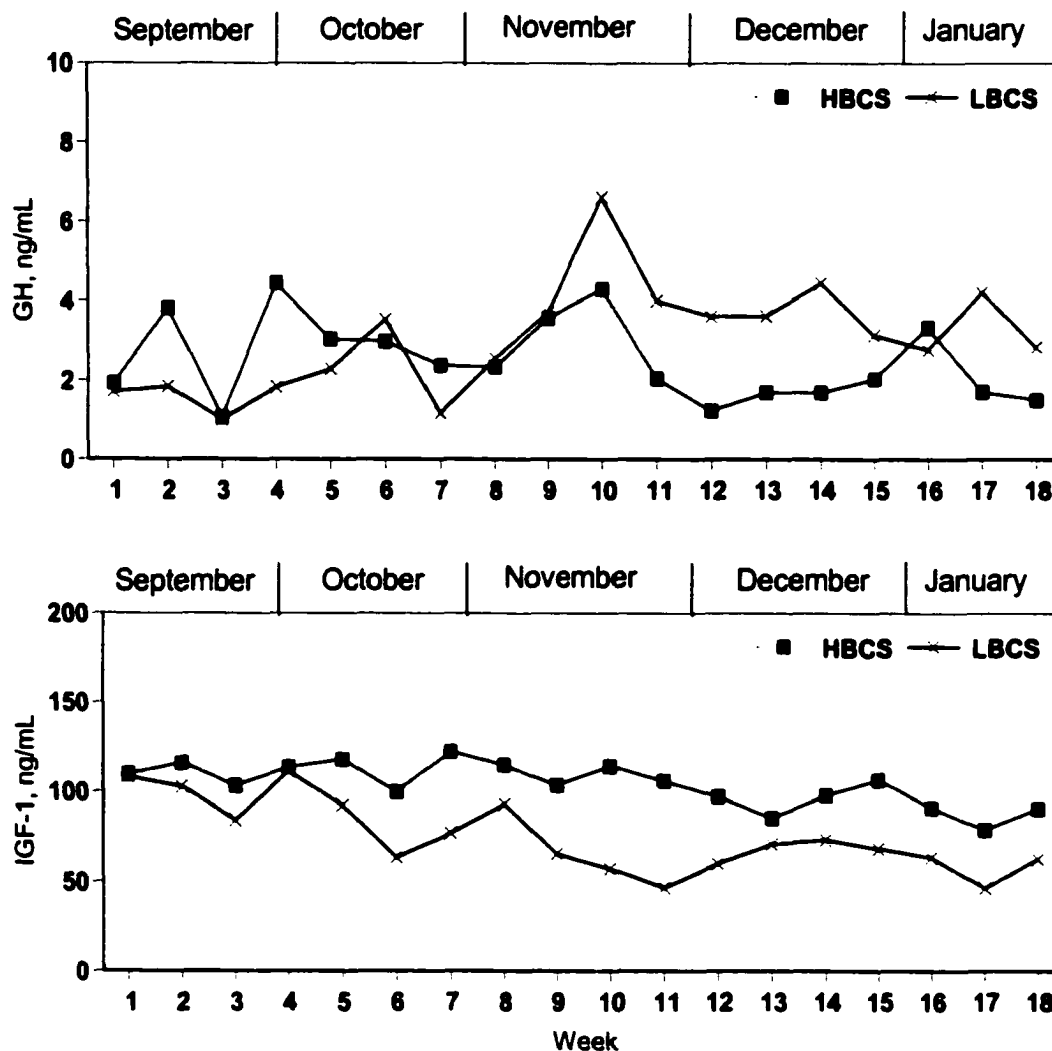 September October November December January
10
HBCS LBCS
8
6
GH, ng/mL
4
2
0
1 2 3 4 5 6 7 8 9 10 11 12 13 14 15 16 17 18
September October November December January
200
HBCS LBCS
150
100
IGF-1, ng/mL
50
0
1 2 3 4 5 6 7 8 9 10 11 12 13 14 15 16 17 18
Week